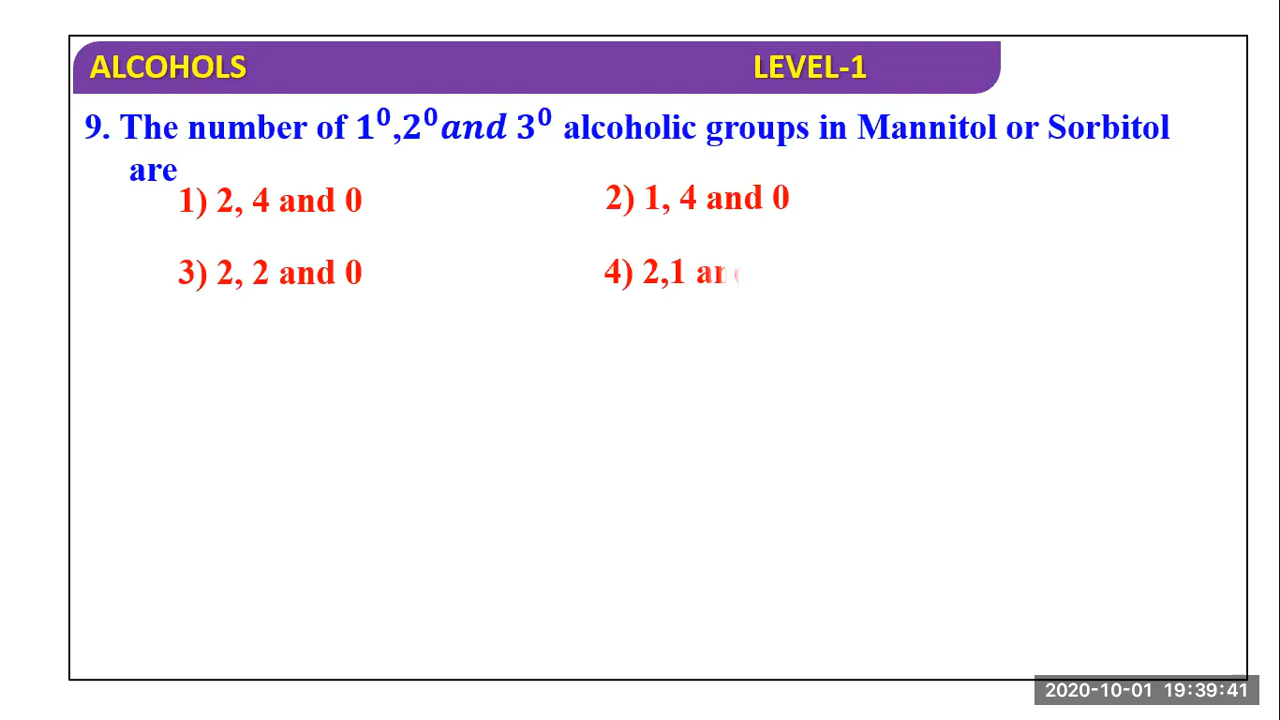 ALCOHOLS LEVEL-1
9. The number of 1⁰,2⁰and 3⁰ alcoholic groups in Mannitol or Sorbitol
are
1) 2, 4 and 0 2) 1, 4 and 0
3) 2, 2 and 0 4) 2,1
2020-10-01 19:39:41